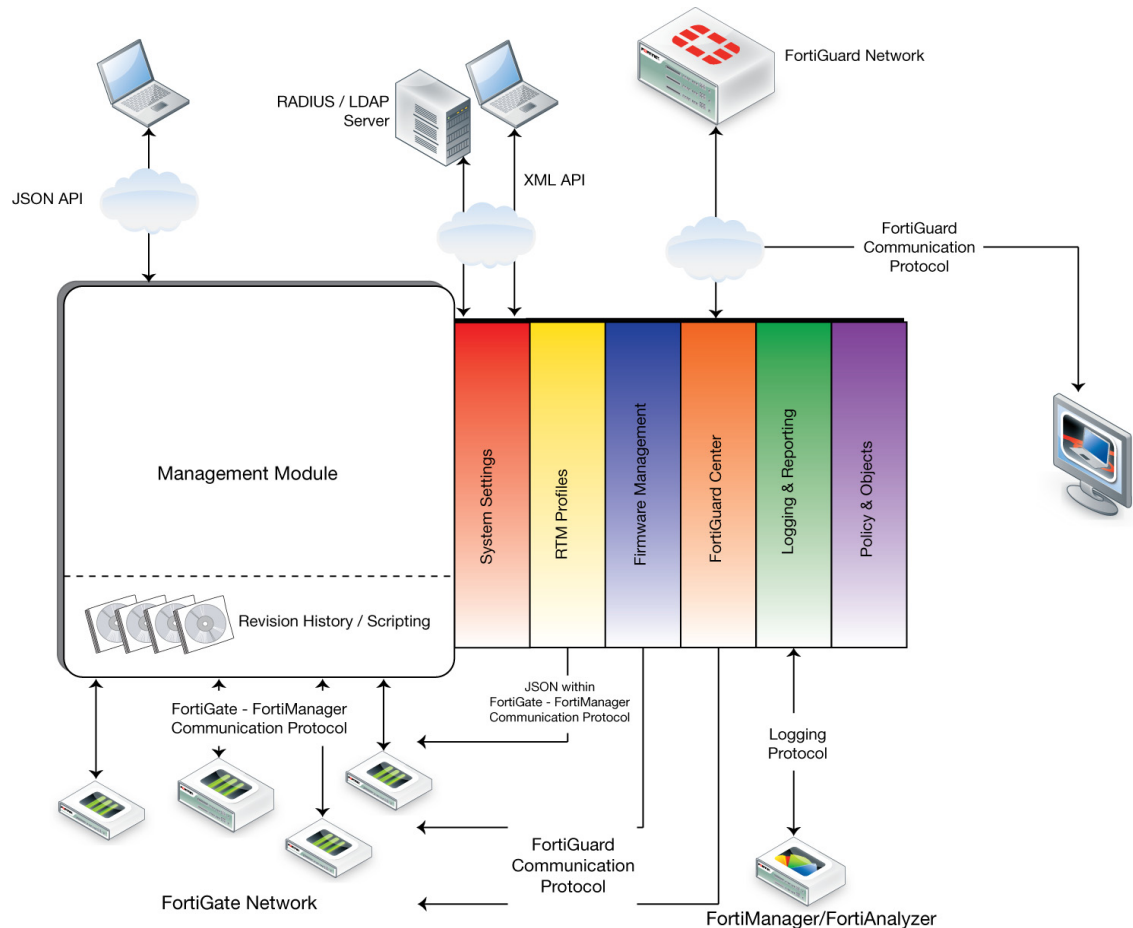 FortiGuard Network
RADIUS / LDAP
Server
XML API
JSON API
FortiGuard
Communication
Protocol
Management Module
System Settings
RTM Profiles
Firmware Management
FortiGuard Center
Logging & Reporting
Policy & Objects
Revision History / Scripting
JSON within
FortiGate - FortiManager
Communication Protocol
FortiGate - FortiManager
Communication Protocol
Logging
Protocol
FortiGuard
Communication
Protocol
FortiGate Network
FortiManager/FortiAnalyzer